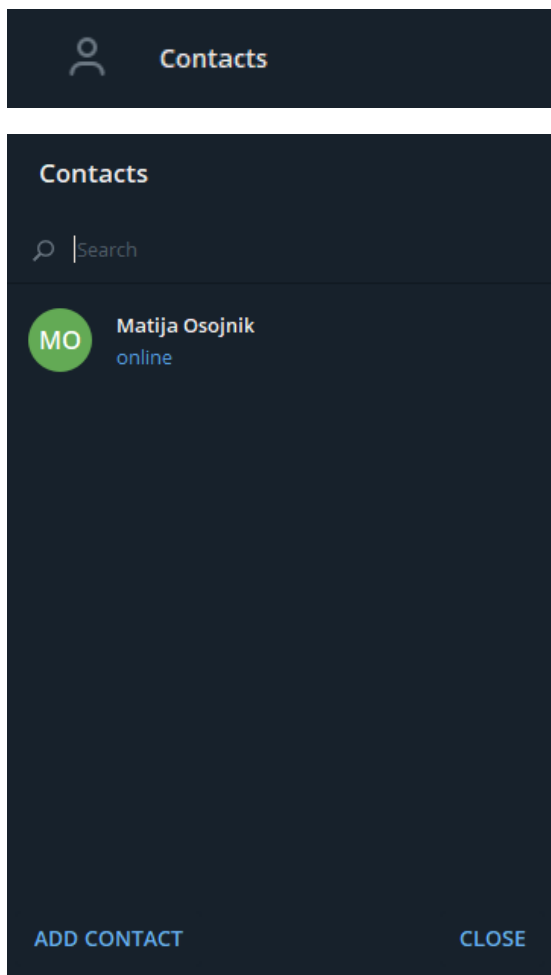 Contacts
Contacts
Search
MO
Matija Osojnik
online
ADD CONTACT
CLOSE